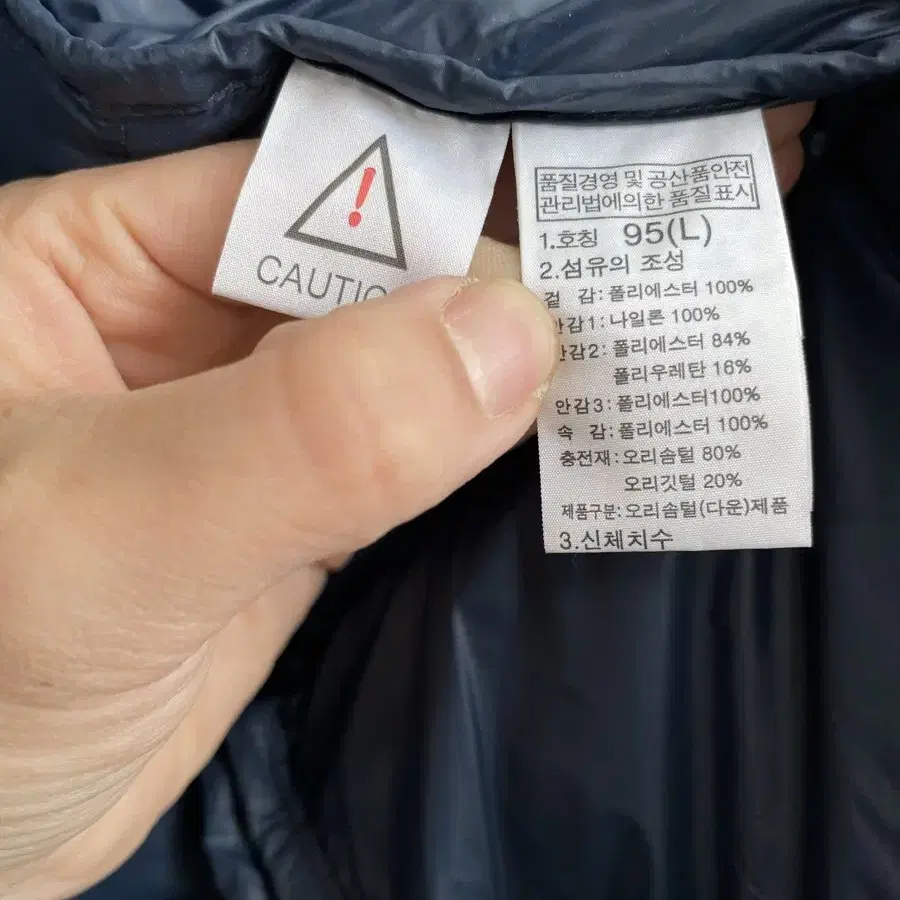 CAUTIO
품질경영 및 공산품안전
관리법에의한 품질표시
1.호칭 95(L)
2.섬유의 조성
겉 감:폴리에스터 100%
안감1:나일론 100%
안감2:폴리에스터 84%
폴리우레탄 16%
안감3:폴리에스터100%
속 감:폴리에스터 100%
충전재:오리솜털 80%
오리깃털 20%
제품구분:오리솜털(다운)제품
3.신체치수